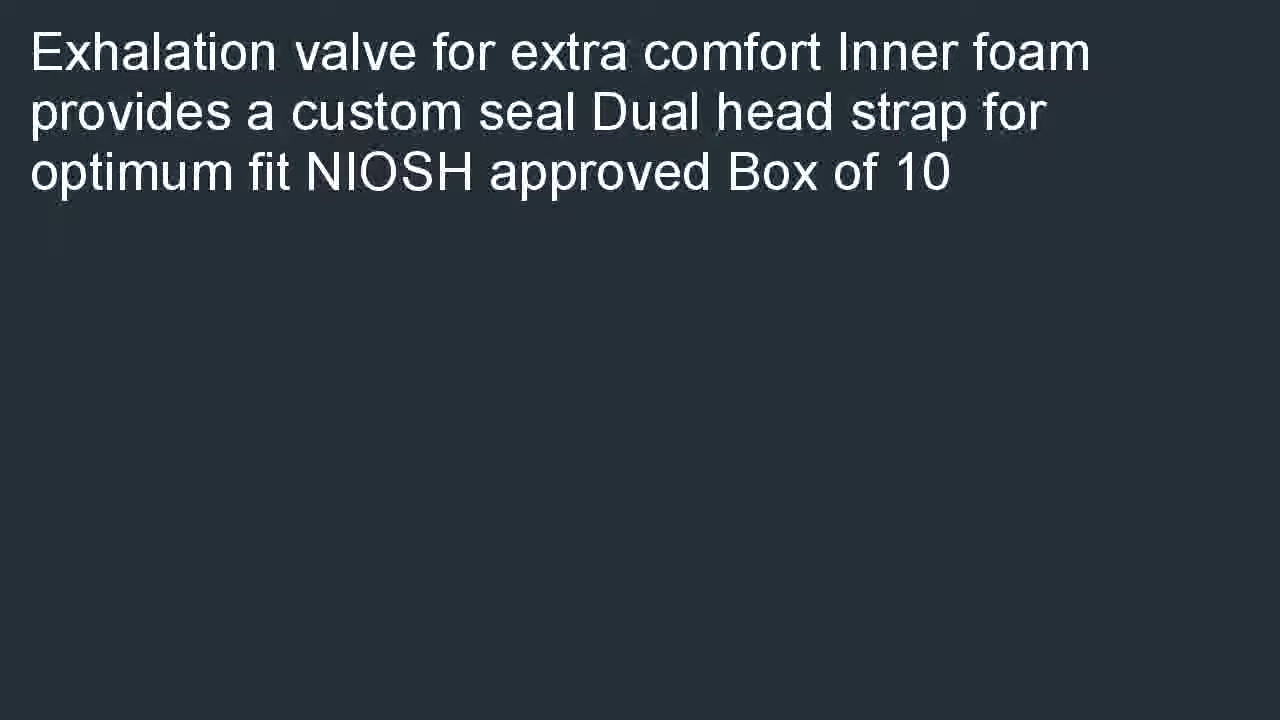 Exhalation valve for extra comfort Inner foam
provides a custom seal Dual head strap for
optimum fit NIOSH approved Box of 10